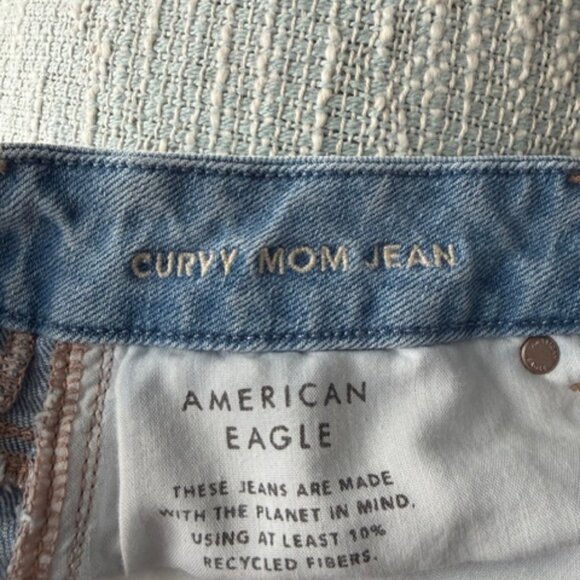 CURVY MOM JEAN
AMERICAN
EAGLE
THESE JEANS ARE MADE
WITH THE PLANET IN MIND,
USING AT LEAST 10%
RECYCLED FIBERS.